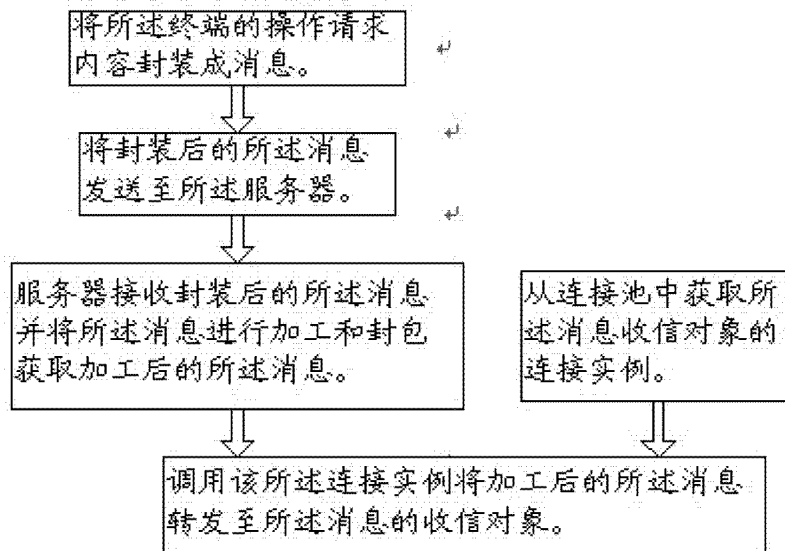 将所述终端的操作请求
内容封装成消息。
将封装后的所述消息
发送至所述服务器。
服务器接收封装后的所述消息
并将所述消息进行加工和封包
获取加工后的所述消息。
从连接池中获取所
述消息收信对象的
连接实例。
调用该所述连接实例将加工后的所述消息
转发至所述消息的收信对象。